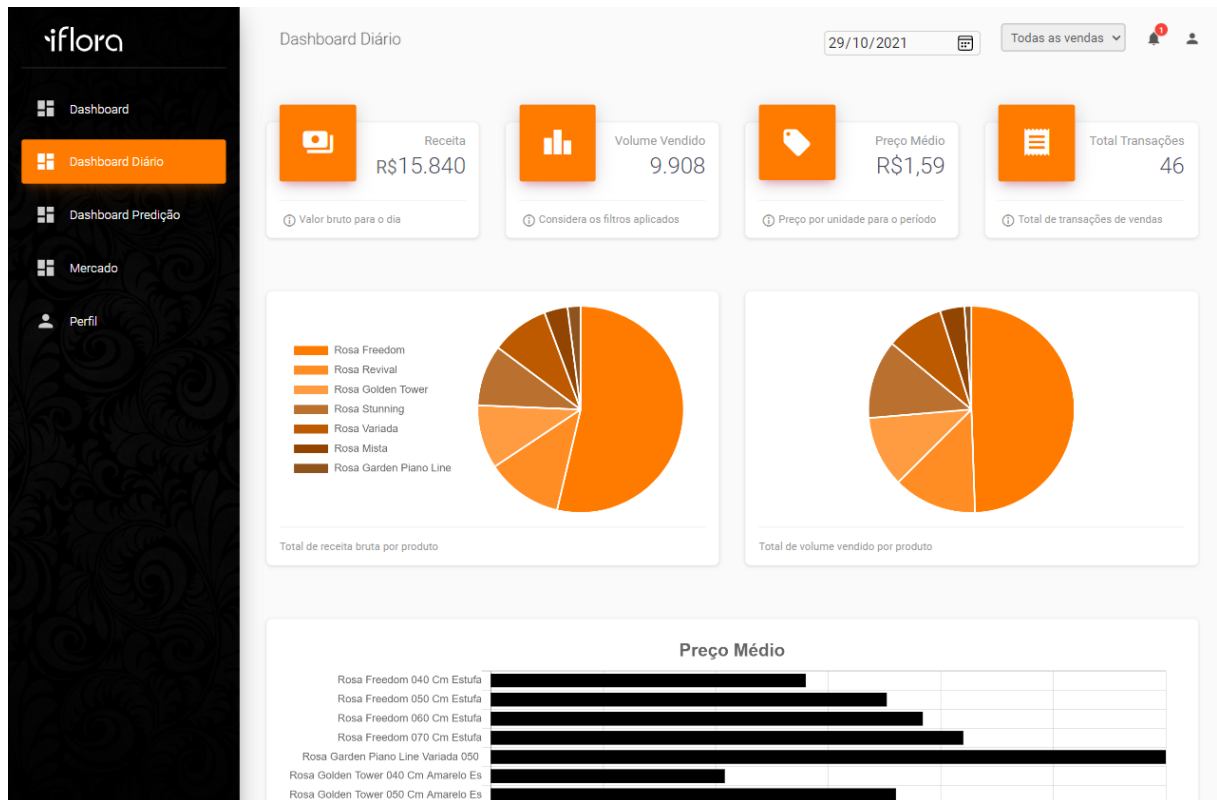 iflora
Dashboard
Dashboard Diário
Dashboard Predição
Mercado
Perfil
Dashboard Diário
29/10/2021
Todas as vendas
1
Receita
R$15.840
Valor bruto para o dia
Volume Vendido
9.908
Considera os filtros aplicados
Preço Médio
R$1,59
Preço por unidade para o período
Total Transações
46
Total de transações de vendas
Rosa Freedom
Rosa Revival
Rosa Golden Tower
Rosa Stunning
Rosa Variada
Rosa Mista
Rosa Garden Piano Line
Total de receita bruta por produto
Total de volume vendido por produto
Preço Médio
Rosa Freedom 040 Cm Estufa
Rosa Freedom 050 Cm Estufa
Rosa Freedom 060 Cm Estufa
Rosa Freedom 070 Cm Estufa
Rosa Garden Piano Line Variada 050
Rosa Golden Tower 040 Cm Amarelo Es
Rosa Golden Tower 050 Cm Amarelo Es